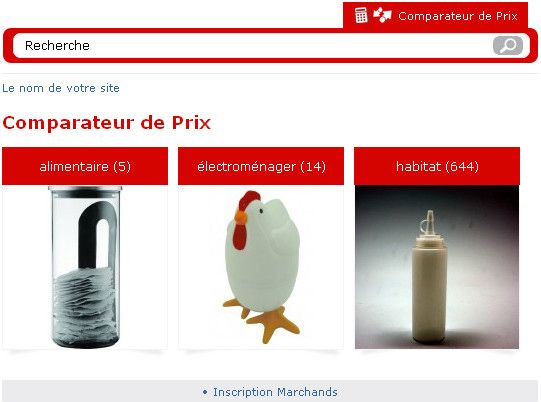 Comparateur de Prix
Recherche
Le nom de votre site
Comparateur de Prix
alimentaire (5)
électroménager (14)
habitat (644)
• Inscription Marchands